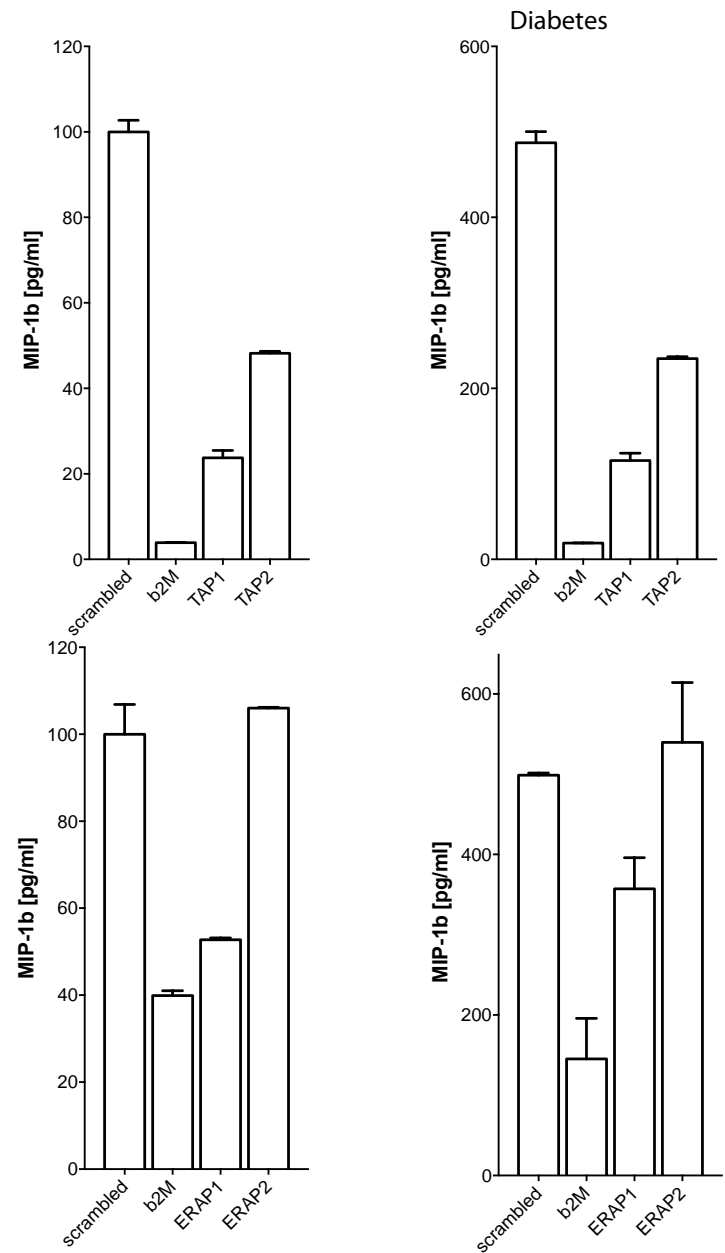 Diabetes
120
100
80
60
40
20
0
MIP-1b [pg/ml]
scrambled
b2M
TAP1
TAP2
600
400
200
0
MIP-1b [pg/ml]
scrambled
b2M
TAP1
TAP2
120
100
80
60
40
20
0
MIP-1b [pg/ml]
scrambled
b2M
ERAP1
ERAP2
600
400
200
0
MIP-1b [pg/ml]
scrambled
b2M
ERAP1
ERAP2